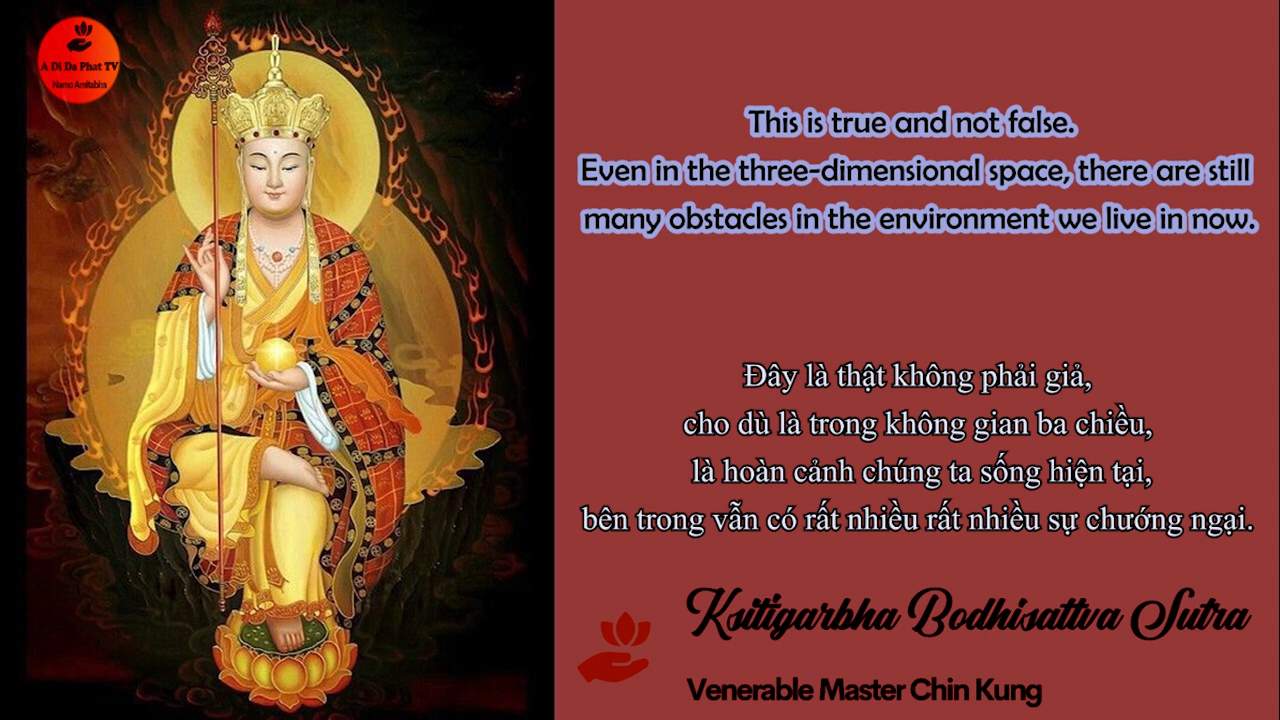 A Di Da Phat TV
Namo Amitabha
This is true and not false.
Even in the three-dimensional space, there are still
many obstacles in the environment we live in now.
Đây là thật không phải giả,
cho dù là trong không gian ba chiều,
là hoàn cảnh chúng ta sống hiện tại,
bên trong vẫn có rất nhiều rất nhiều sự chướng ngại.
Ksitigarbha Bodhisattva Sutra
Venerable Master Chin Kung